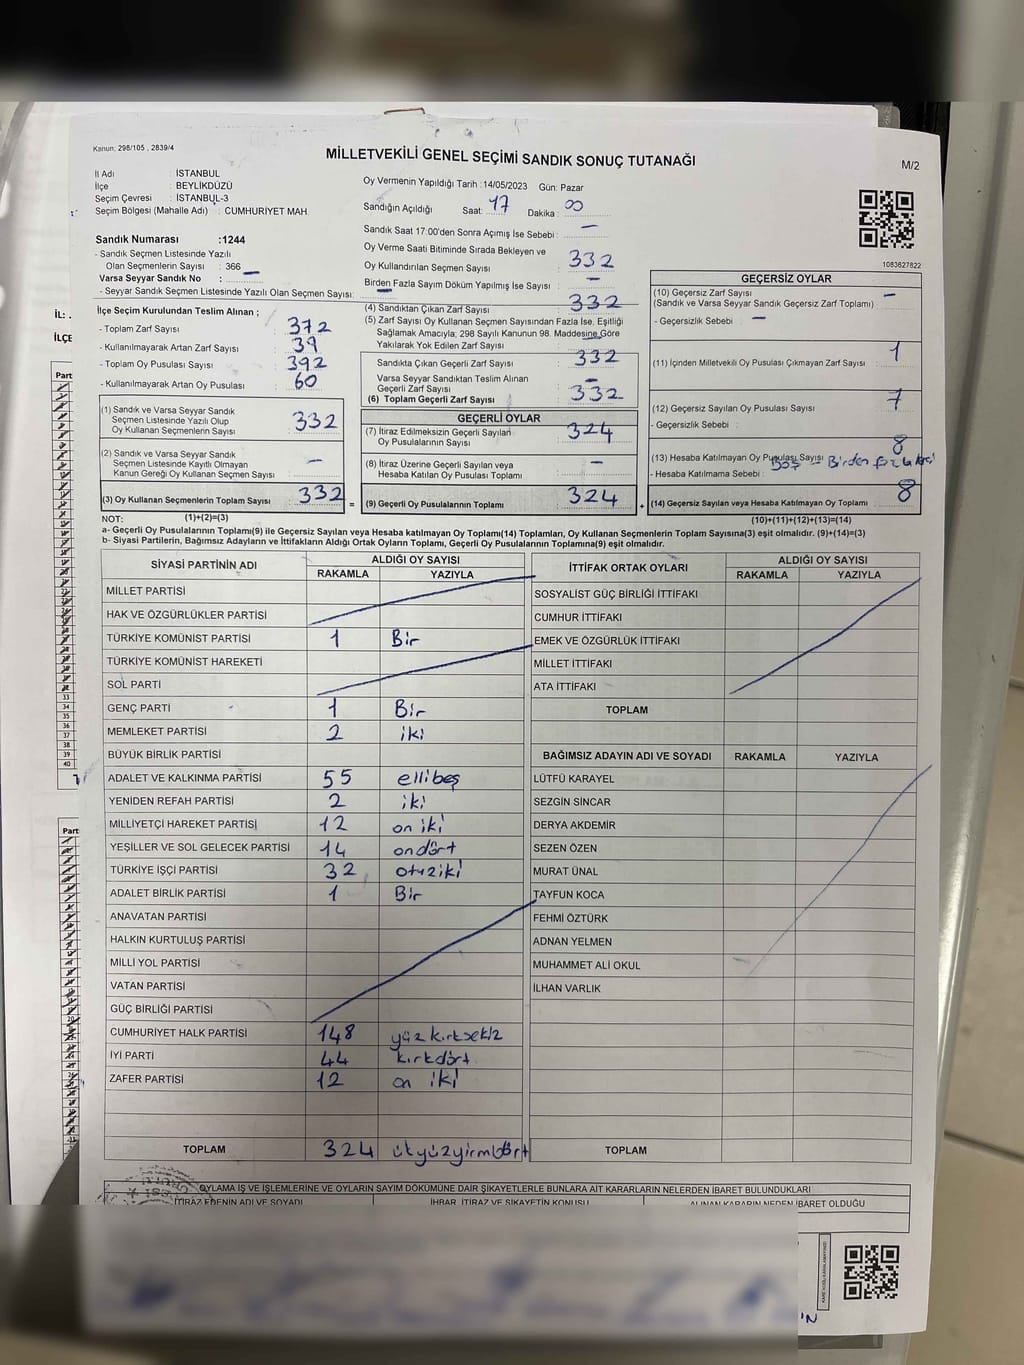 Kanun: 298/105 , 2839/4
MİLLETVEKİLİ GENEL SEÇİMİ SANDIK SONUÇ TUTANAĞI
M/2
İl Adı : İSTANBUL
İlçe : BEYLİKDÜZÜ
Seçim Çevresi : İSTANBUL-3
Seçim Bölgesi (Mahalle Adı) : CUMHURİYET MAH.
Sandık Numarası :1244
- Sandık Seçmen Listesinde Yazılı
Olan Seçmenlerin Sayısı : 366
Varsa Seyyar Sandık No :
- Seyyar Sandık Seçmen Listesinde Yazılı Olan Seçmen Sayısı:
Oy Vermenin Yapıldığı Tarih :14/05/2023 Gün: Pazar
Sandığın Açıldığı Saat: 17 Dakika : 00
Sandık Saat 17:00'den Sonra Açımış İse Sebebi : —
Oy Verme Saati Bitiminde Sırada Bekleyen ve
Oy Kullandırılan Seçmen Sayısı : 332
Birden Fazla Sayım Döküm Yapılmış İse Sayısı : —
1083627822
İlçe Seçim Kurulundan Teslim Alınan ;
- Toplam Zarf Sayısı : 372
- Kullanılmayarak Artan Zarf Sayısı : 39
- Toplam Oy Pusulası Sayısı : 392
- Kullanılmayarak Artan Oy Pusulası : 60
(1) Sandık ve Varsa Seyyar Sandık
Seçmen Listesinde Yazılı Olup
Oy Kullanan Seçmenlerin Sayısı : 332
(2) Sandık ve Varsa Seyyar Sandık
Seçmen Listesinde Kayıtlı Olmayan
Kanun Gereği Oy Kullanan Seçmen Sayısı : —
(3) Oy Kullanan Seçmenlerin Toplam Sayısı : 332
(1)+(2)=(3)
(4) Sandıktan Çıkan Zarf Sayısı : 332
(5) Zarf Sayısı Oy Kullanan Seçmen Sayısından Fazla İse, Eşitliği
Sağlamak Amacıyla; 298 Sayılı Kanunun 98. Maddesine Göre
Yakılarak Yok Edilen Zarf Sayısı :
Sandıkta Çıkan Geçerli Zarf Sayısı : 332
Varsa Seyyar Sandıktan Teslim Alınan
Geçerli Zarf Sayısı : —
(6) Toplam Geçerli Zarf Sayısı : 332
GEÇERLİ OYLAR
(7) İtiraz Edilmeksizin Geçerli Sayılan
Oy Pusulalarının Sayısı : 324
(8) İtiraz Üzerine Geçerli Sayılan veya
Hesaba Katılan Oy Pusulası Toplamı : —
(9) Geçerli Oy Pusulalarının Toplamı : 324
GEÇERSİZ OYLAR
(10) Geçersiz Zarf Sayısı : —
(Sandık ve Varsa Seyyar Sandık Geçersiz Zarf Toplamı)
- Geçersizlik Sebebi : —
(11) İçinden Milletvekili Oy Pusulası Çıkmayan Zarf Sayısı : 1
(12) Geçersiz Sayılan Oy Pusulası Sayısı : 7
- Geçersizlik Sebebi :
(13) Hesaba Katılmayan Oy Pusulası Sayısı : 8
- Hesaba Katılmama Sebebi : Boş - Birden fazla
(14) Geçersiz Sayılan veya Hesaba Katılmayan Oy Toplamı : 8
(10)+(11)+(12)+(13)=(14)
NOT:
a- Geçerli Oy Pusulalarının Toplamı(9) ile Geçersiz Sayılan veya Hesaba katılmayan Oy Toplamı(14) Toplamları, Oy Kullanan Seçmenlerin Toplam Sayısına(3) eşit olmalıdır. (9)+(14)=(3)
b- Siyasi Partilerin, Bağımsız Adayların ve İttifakların Aldığı Ortak Oyların Toplamı, Geçerli Oy Pusulalarının Toplamına(9) eşit olmalıdır.
SİYASİ PARTİNİN ADI ALDIĞI OY SAYISI
RAKAMLA YAZIYLA
MİLLET PARTİSİ
HAK VE ÖZGÜRLÜKLER PARTİSİ
TÜRKİYE KOMÜNİST PARTİSİ 1 Bir
TÜRKİYE KOMÜNİST HAREKETİ
SOL PARTİ
GENÇ PARTİ 1 Bir
MEMLEKET PARTİSİ 2 iki
BÜYÜK BİRLİK PARTİSİ
ADALET VE KALKINMA PARTİSİ 55 ellibeş
YENİDEN REFAH PARTİSİ 2 iki
MİLLİYETÇİ HAREKET PARTİSİ 12 on iki
YEŞİLLER VE SOL GELECEK PARTİSİ 14 ondört
TÜRKİYE İŞÇİ PARTİSİ 32 otuziki
ADALET BİRLİK PARTİSİ 1 Bir
ANAVATAN PARTİSİ
HALKIN KURTULUŞ PARTİSİ
MİLLİ YOL PARTİSİ
VATAN PARTİSİ
GÜÇ BİRLİĞİ PARTİSİ
CUMHURİYET HALK PARTİSİ 148 yüz kırksekiz
İYİ PARTİ 44 kırkdört
ZAFER PARTİSİ 12 on iki
TOPLAM 324 üçyüzyirmidört
İTTİFAK ORTAK OYLARI ALDIĞI OY SAYISI
RAKAMLA YAZIYLA
SOSYALİST GÜÇ BİRLİĞİ İTTİFAKI
CUMHUR İTTİFAKI
EMEK VE ÖZGÜRLÜK İTTİFAKI
MİLLET İTTİFAKI
ATA İTTİFAKI
TOPLAM
BAĞIMSIZ ADAYIN ADI VE SOYADI RAKAMLA YAZIYLA
LÜTFÜ KARAYEL
SEZGİN SİNCAR
DERYA AKDEMİR
SEZEN ÖZEN
MURAT ÜNAL
TAYFUN KOCA
FEHMİ ÖZTÜRK
ADNAN YELMEN
MUHAMMET ALİ OKUL
İLHAN VARLIK
TOPLAM
OYLAMA İŞ VE İŞLEMLERİNE VE OYLARIN SAYIM DÖKÜMÜNE DAİR ŞİKAYETLERLE BUNLARA AİT KARARLARIN NELERDEN İBARET BULUNDUKLARI
İTİRAZ EDENİN ADI VE SOYADI İHBAR, İTİRAZ VE ŞİKAYETİN KONUSU ALINAN KARARIN NEDEN İBARET OLDUĞU
İL:
İLÇE
Part
33
34
35
36
37
38
39
40
Part